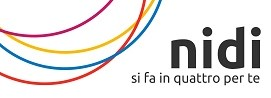 nidi
si fa in quattro per te